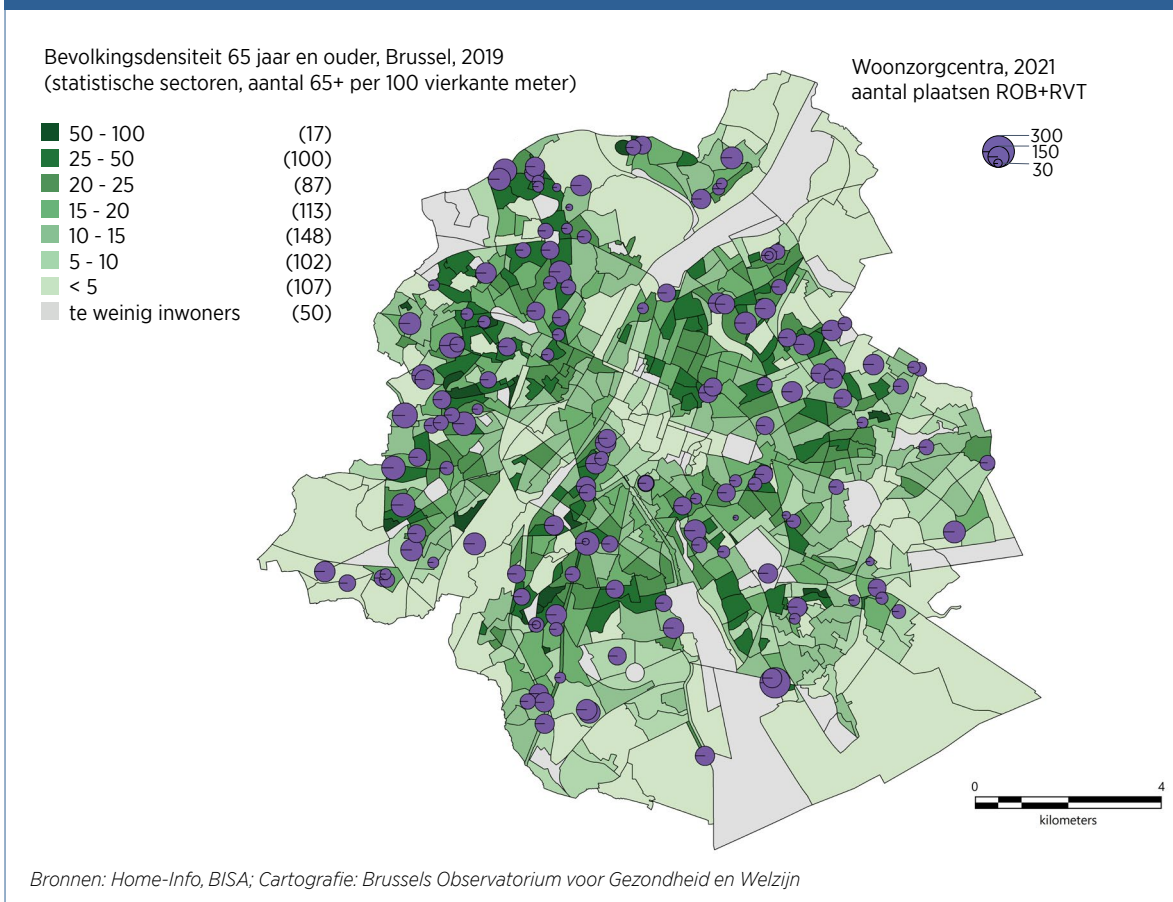 Bevolkingsdensiteit 65 jaar en ouder, Brussel, 2019
(statistische sectoren, aantal 65+ per 100 vierkante meter)
50 - 100 (17)
25 - 50 (100)
20 - 25 (87)
15 - 20 (113)
10 - 15 (148)
5 - 10 (102)
< 5 (107)
te weinig inwoners (50)
Woonzorgcentra, 2021
aantal plaatsen ROB+RVT
300
150
30
0 4
kilometers
Bronnen: Home-Info, BISA; Cartografie: Brussels Observatorium voor Gezondheid en Welzijn